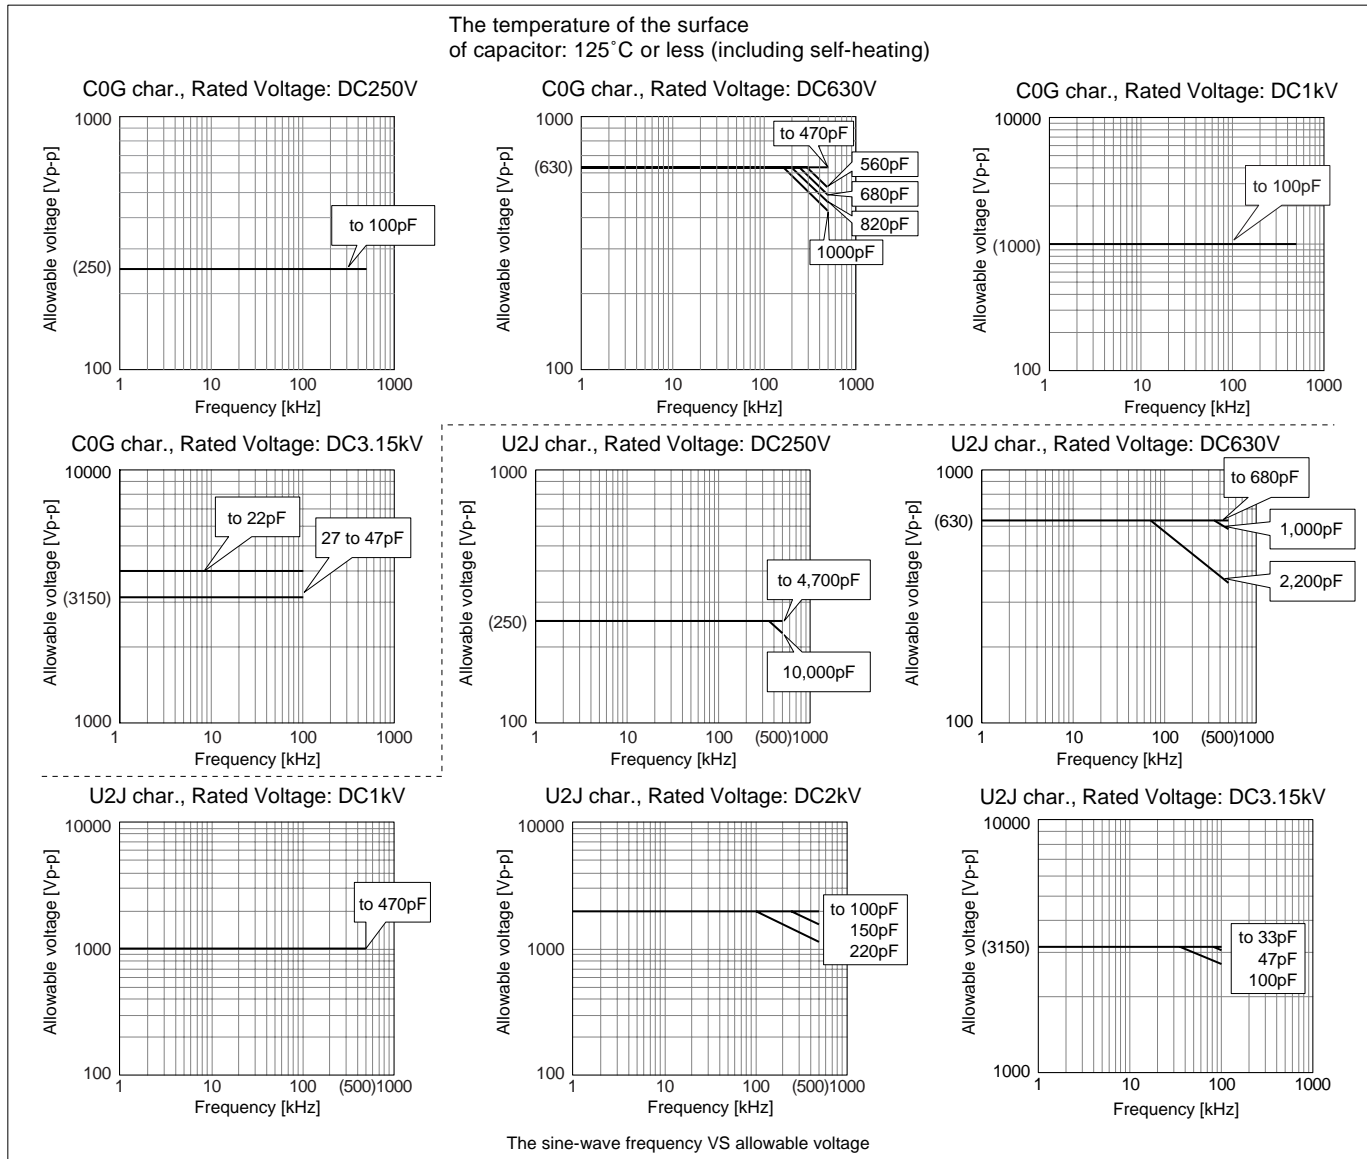 The temperature of the surface
of capacitor: 125˚C or less (including self-heating)
C0G char., Rated Voltage: DC250V
Allowable voltage [Vp-p]
1000
(250)
100
to 100pF
1
10
100
1000
Frequency [kHz]
C0G char., Rated Voltage: DC630V
Allowable voltage [Vp-p]
1000
(630)
100
to 470pF
560pF
680pF
820pF
1000pF
1
10
100
1000
Frequency [kHz]
C0G char., Rated Voltage: DC1kV
Allowable voltage [Vp-p]
10000
(1000)
100
to 100pF
1
10
100
1000
Frequency [kHz]
C0G char., Rated Voltage: DC3.15kV
Allowable voltage [Vp-p]
10000
(3150)
1000
to 22pF
27 to 47pF
1
10
100
1000
Frequency [kHz]
U2J char., Rated Voltage: DC250V
Allowable voltage [Vp-p]
1000
(250)
100
to 4,700pF
10,000pF
1
10
100
(500)1000
Frequency [kHz]
U2J char., Rated Voltage: DC630V
Allowable voltage [Vp-p]
1000
(630)
100
to 680pF
1,000pF
2,200pF
1
10
100
(500)1000
Frequency [kHz]
U2J char., Rated Voltage: DC1kV
Allowable voltage [Vp-p]
10000
1000
100
to 470pF
1
10
100
(500)1000
Frequency [kHz]
U2J char., Rated Voltage: DC2kV
Allowable voltage [Vp-p]
10000
1000
100
to 100pF
150pF
220pF
1
10
100
(500)1000
Frequency [kHz]
U2J char., Rated Voltage: DC3.15kV
Allowable voltage [Vp-p]
10000
(3150)
1000
to 33pF
47pF
100pF
1
10
100
1000
Frequency [kHz]
The sine-wave frequency VS allowable voltage